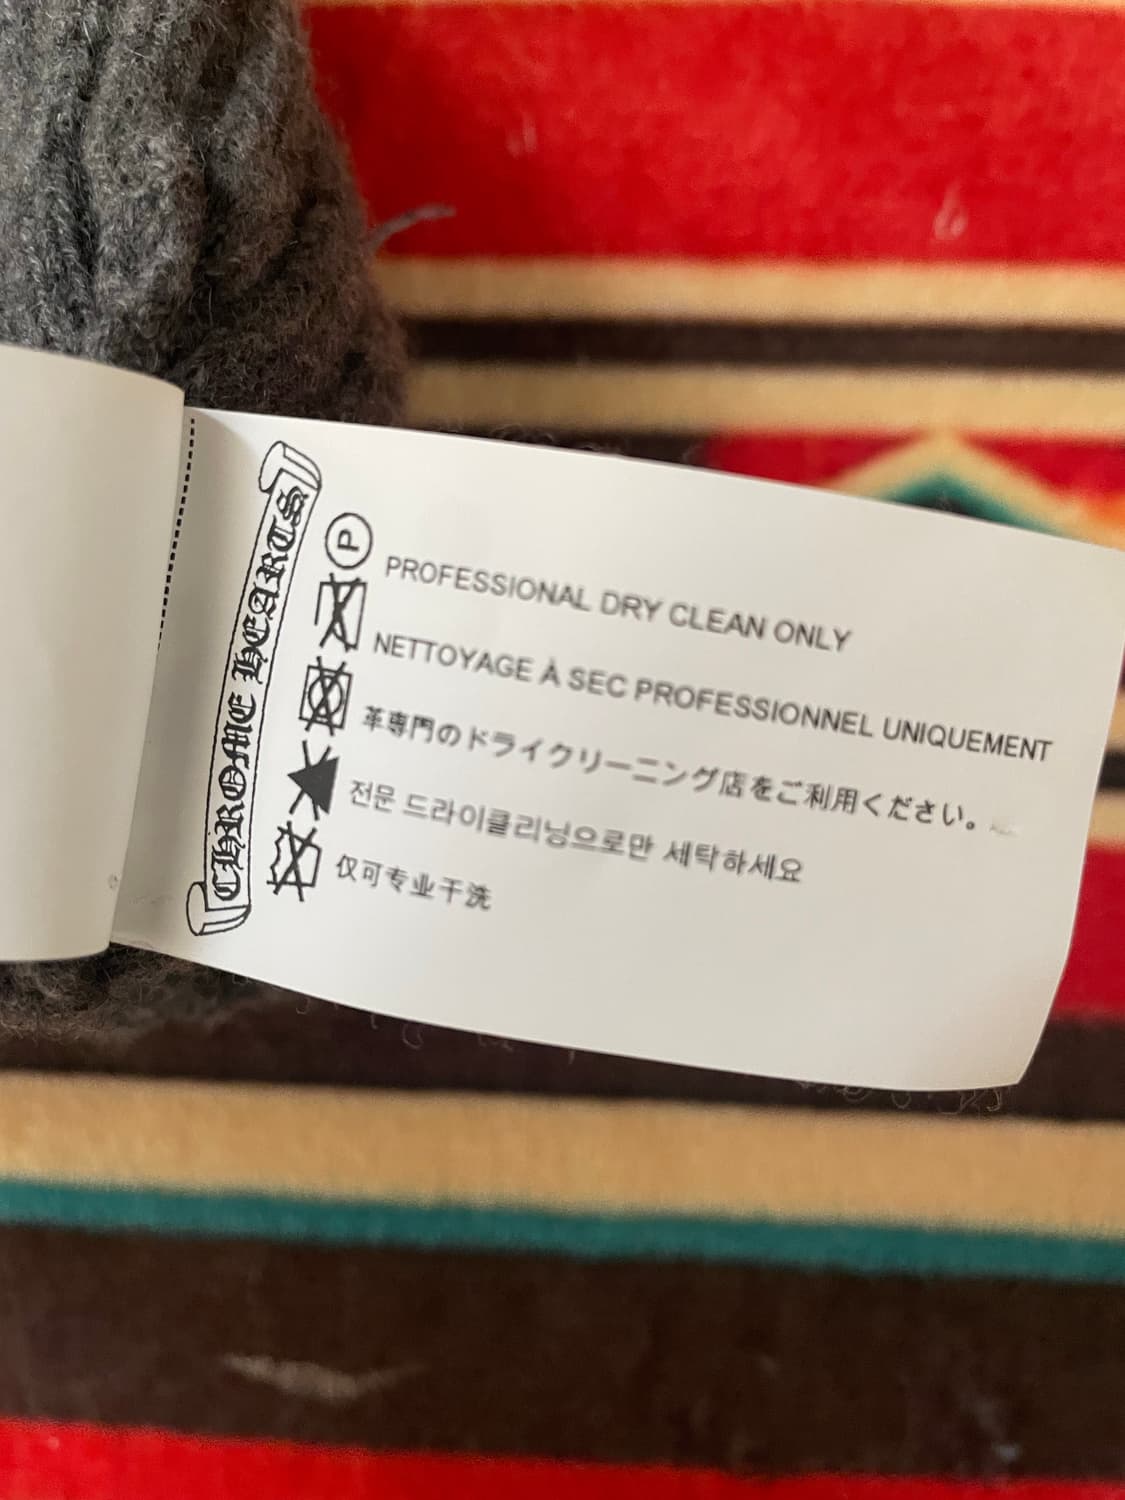 CHROME HEARTS
P
PROFESSIONAL DRY CLEAN ONLY
NETTOYAGE À SEC PROFESSIONNEL UNIQUEMENT
革専門のドライクリーニング店をご利用ください。
전문 드라이클리닝으로만 세탁하세요
仅可专业干洗